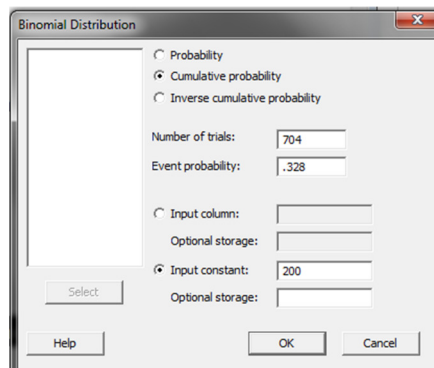 Binomial Distribution
Probability
Cumulative probability
Inverse cumulative probability
Number of trials: 704
Event probability: .328
Input column:
Optional storage:
Input constant: 200
Optional storage:
Select
Help OK Cancel